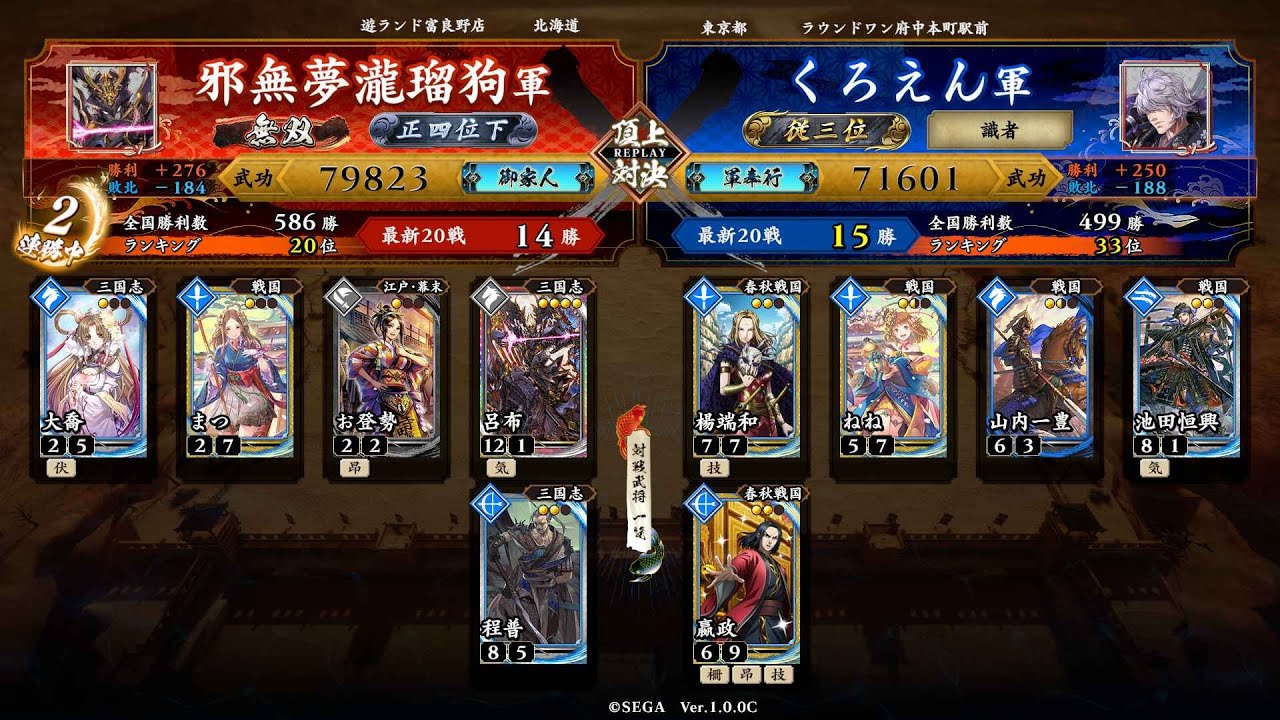 遊ランド富良野店 北海道
東京都 ラウンドワン府中本町駅前
邪無夢瀧瑠狗軍
くろえん軍
無双 正四位下
従三位 識者
頂上
REPLAY
対決
勝利 +276
敗北 -184
武功 79823 御家人
軍奉行 71601 武功
勝利 +250
敗北 -188
2
連勝中
全国勝利数 586勝
ランキング 20位
最新20戦 14勝
最新20戦 15勝
全国勝利数 499勝
ランキング 33位
三国志
大喬
2 5
伏
戦国
まつ
2 7
江戸・幕末
お登勢
2 2
昂
三国志
呂布
12 1
気
春秋戦国
楊端和
7 7
技
戦国
ねね
5 7
戦国
山内一豊
6 3
戦国
池田恒興
8 1
気
対戦武将一覧
三国志
程普
8 5
春秋戦国
嬴政
6 9
柵 昂 技
©SEGA Ver.1.0.0C